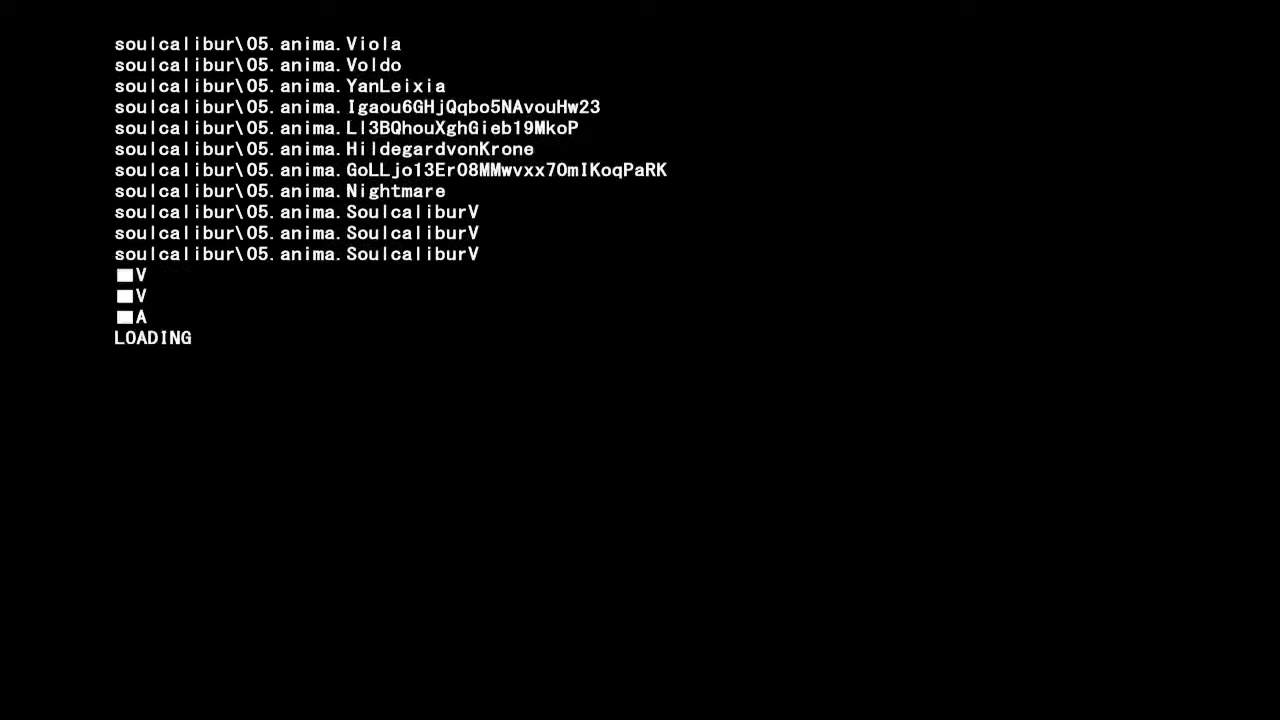 soulcalibur\05.anima.Viola
soulcalibur\05.anima.Voldo
soulcalibur\05.anima.YanLeixia
soulcalibur\05.anima.Igaou6GHjQqbo5NAvouHw23
soulcalibur\05.anima.Ll3BQhouXghGieb19MkoP
soulcalibur\05.anima.HildegardvonKrone
soulcalibur\05.anima.GoLLjo13Er08MMwvxx7OmIKoqPaRK
soulcalibur\05.anima.Nightmare
soulcalibur\05.anima.SoulcaliburV
soulcalibur\05.anima.SoulcaliburV
soulcalibur\05.anima.SoulcaliburV
■V
■V
■A
LOADING